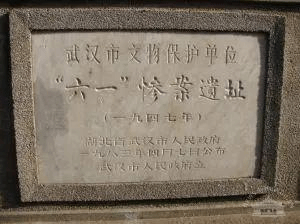 武汉市文物保护单位
“六一”惨案遗址
（一九四七年）
湖北省武汉市人民政府
一九八三年四月七日公布
武汉市人民政府立